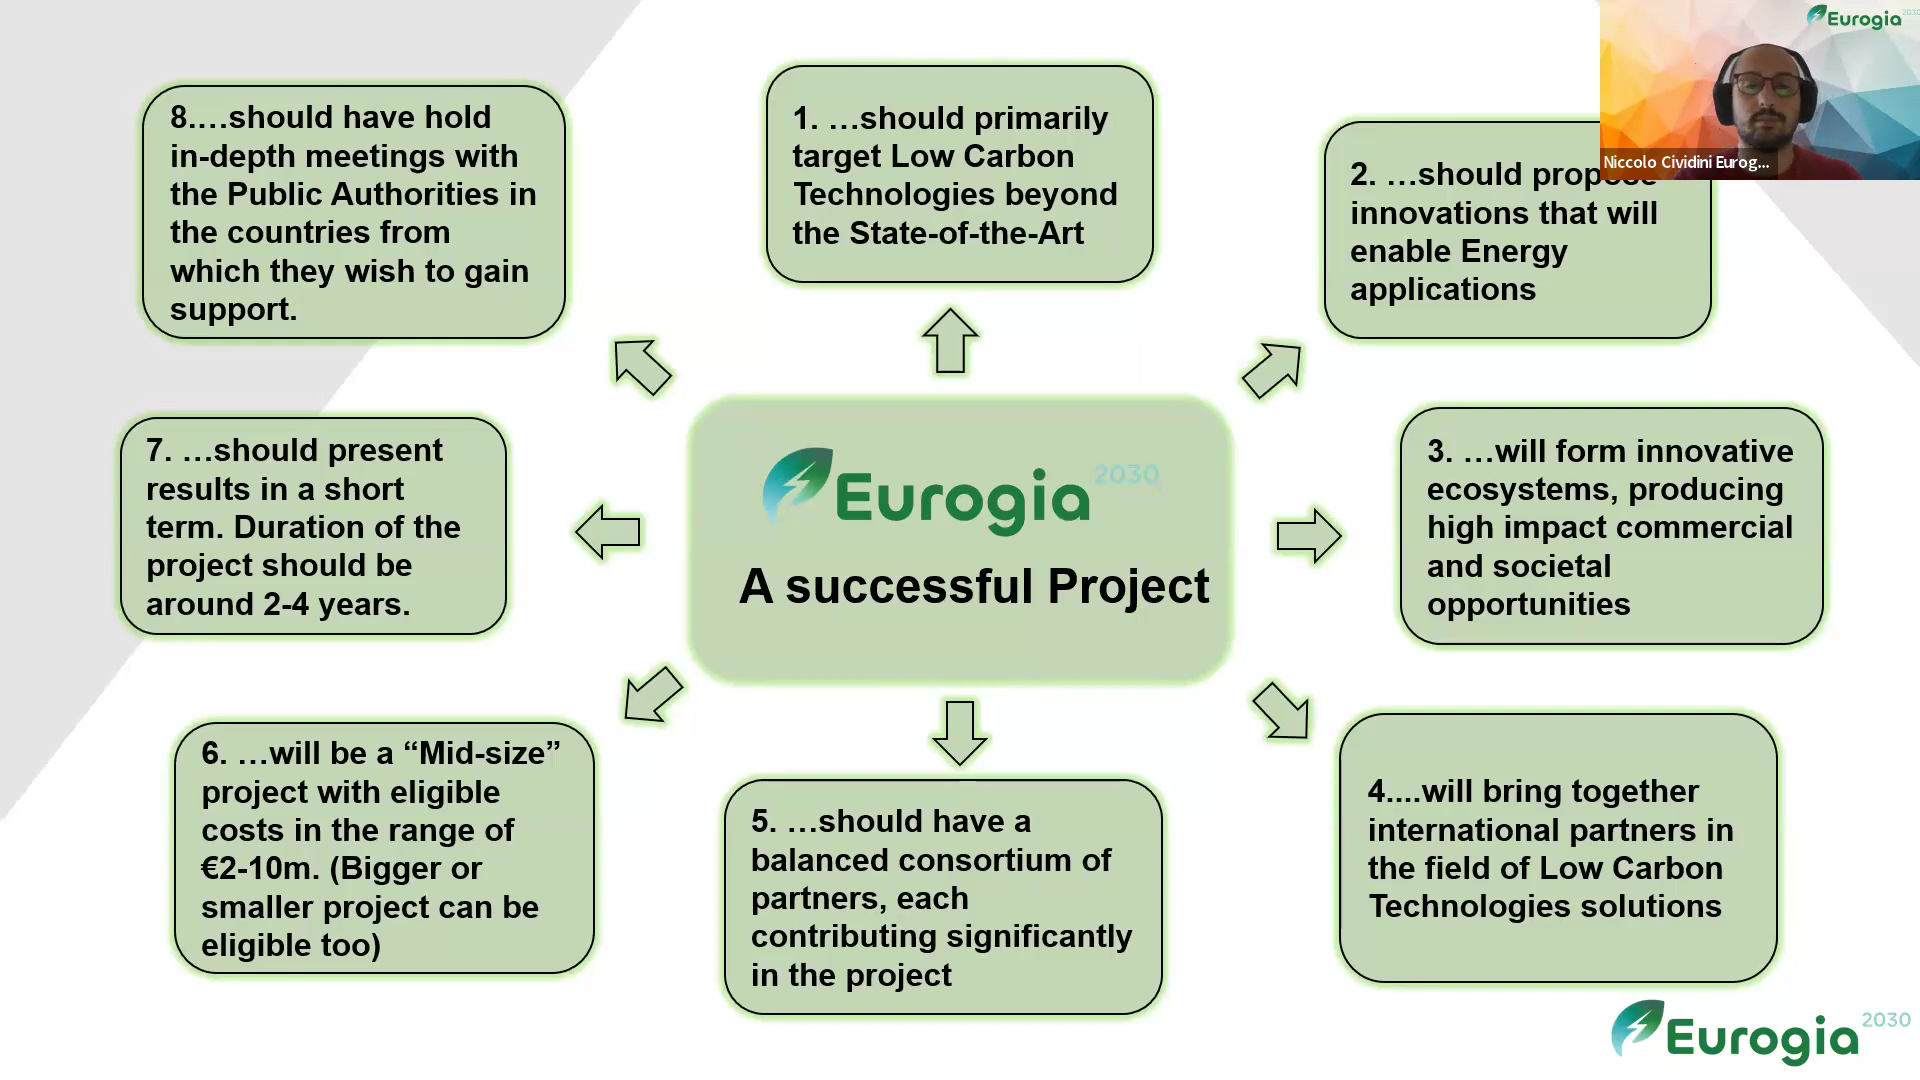 Eurogia 2030
Niccolo Cividini Eurog...
8.…should have hold
in-depth meetings with
the Public Authorities in
the countries from
which they wish to gain
support.
1. …should primarily
target Low Carbon
Technologies beyond
the State-of-the-Art
2. …should propose
innovations that will
enable Energy
applications
7. …should present
results in a short
term. Duration of the
project should be
around 2-4 years.
Eurogia 2030
A successful Project
3. …will form innovative
ecosystems, producing
high impact commercial
and societal
opportunities
6. …will be a “Mid-size”
project with eligible
costs in the range of
€2-10m. (Bigger or
smaller project can be
eligible too)
5. …should have a
balanced consortium of
partners, each
contributing significantly
in the project
4....will bring together
international partners in
the field of Low Carbon
Technologies solutions
Eurogia 2030